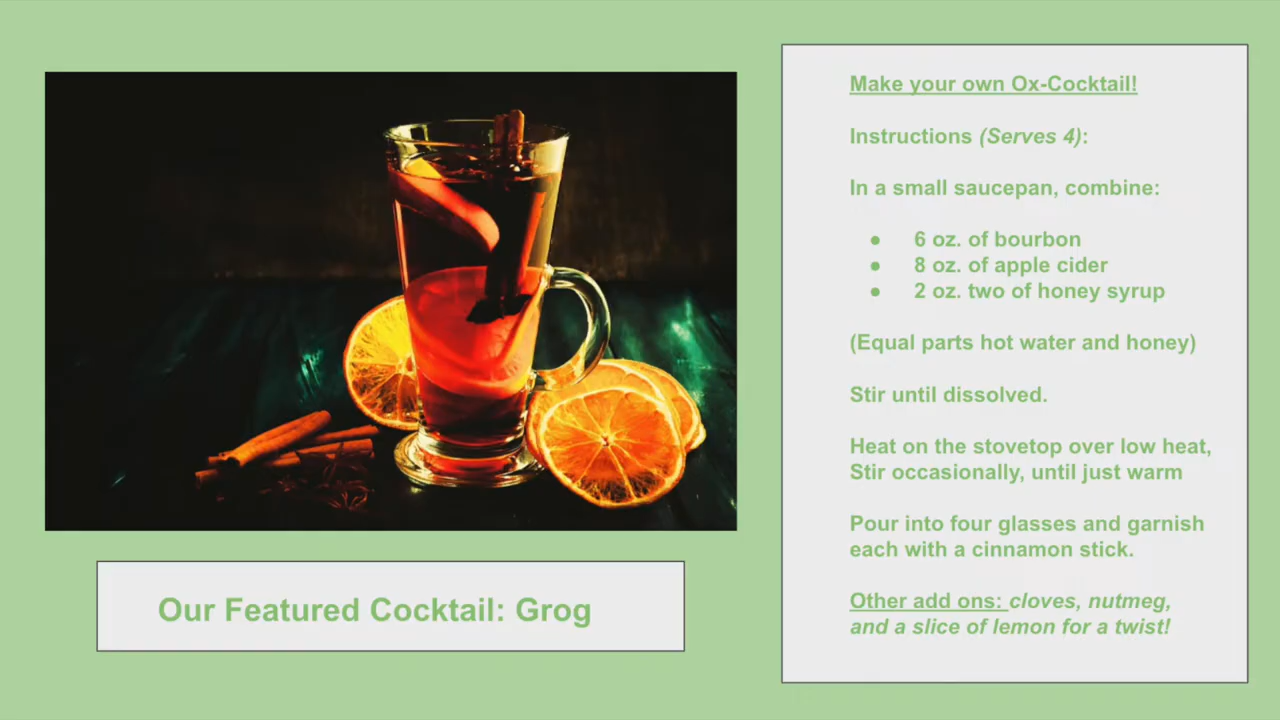 Make your own Ox-Cocktail!
Instructions (Serves 4):
In a small saucepan, combine:
● 6 oz. of bourbon
● 8 oz. of apple cider
● 2 oz. two of honey syrup
(Equal parts hot water and honey)
Stir until dissolved.
Heat on the stovetop over low heat,
Stir occasionally, until just warm
Pour into four glasses and garnish
each with a cinnamon stick.
Other add ons: cloves, nutmeg,
and a slice of lemon for a twist!
Our Featured Cocktail: Grog